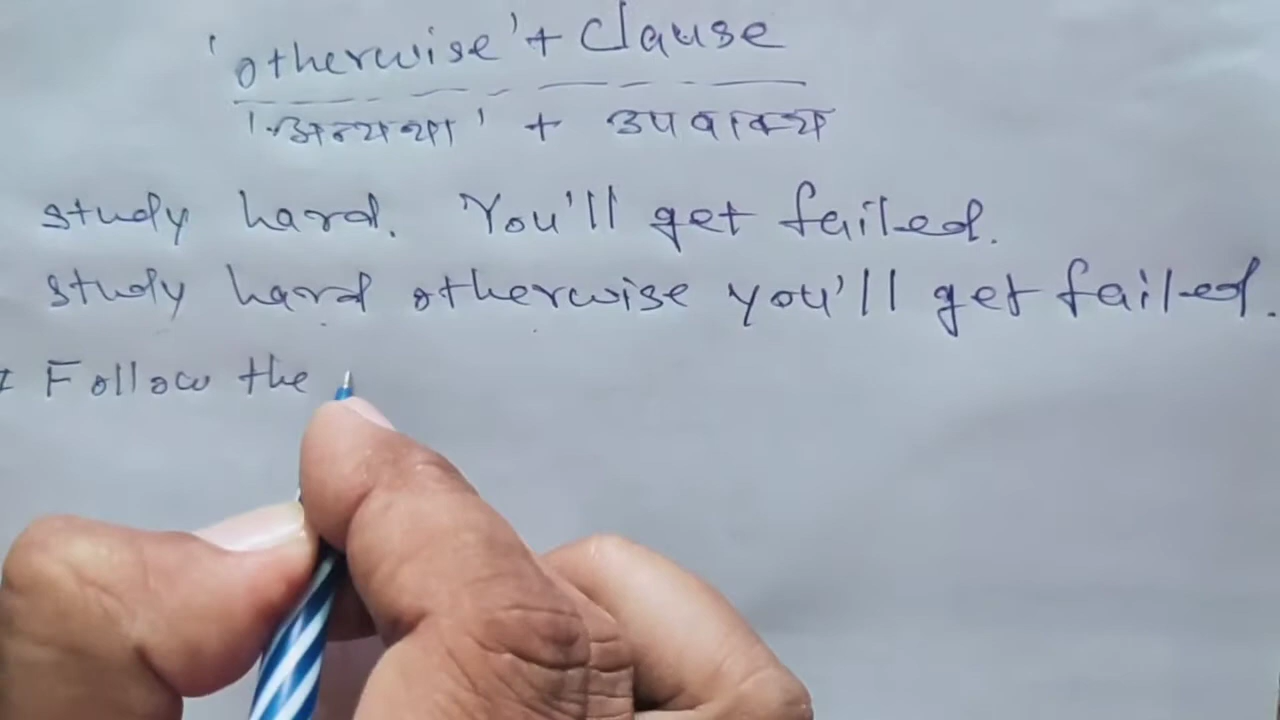 'otherwise' + Clause
'अन्यथा' + उपवाक्य
study hard. You'll get failed.
study hard otherwise you'll get failed.
Follow the